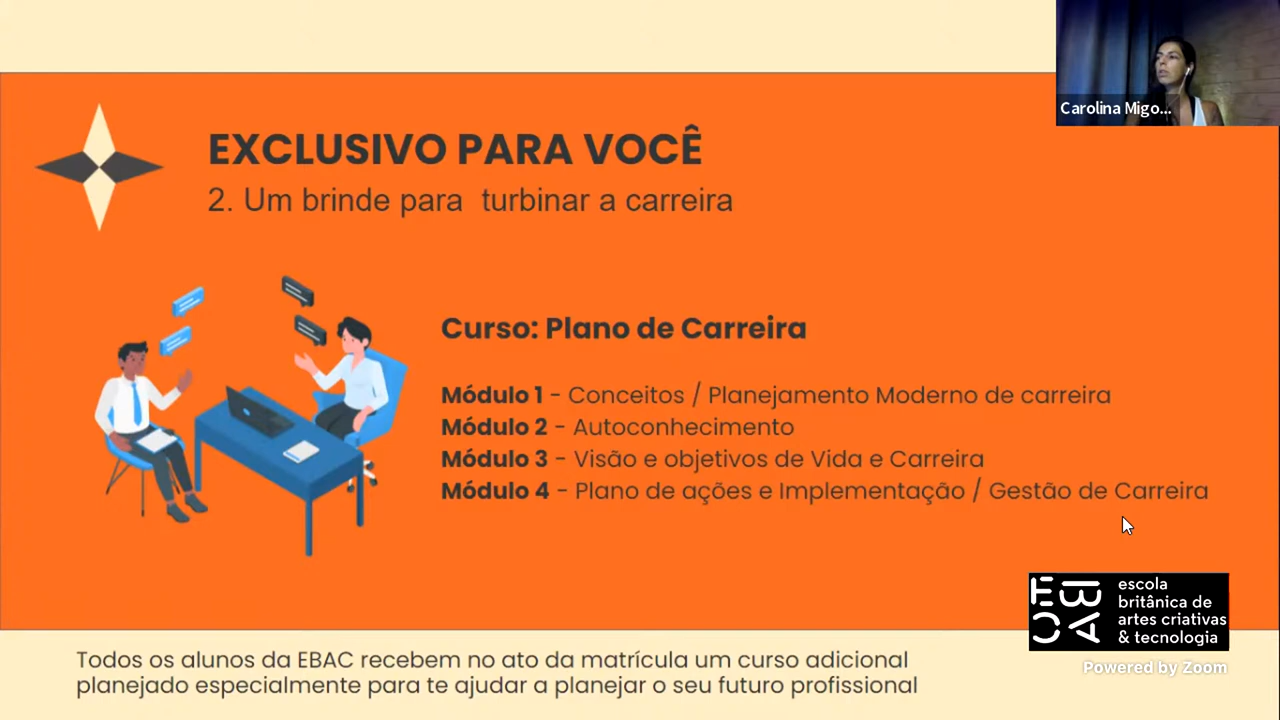 Carolina Migo...
EXCLUSIVO PARA VOCÊ
2. Um brinde para  turbinar a carreira
Curso: Plano de Carreira
Módulo 1 - Conceitos / Planejamento Moderno de carreira
Módulo 2 - Autoconhecimento
Módulo 3 - Visão e objetivos de Vida e Carreira
Módulo 4 - Plano de ações e Implementação / Gestão de Carreira
EBAC
escola
britânica de
artes criativas
& tecnologia
Powered by Zoom
Todos os alunos da EBAC recebem no ato da matrícula um curso adicional
planejado especialmente para te ajudar a planejar o seu futuro profissional